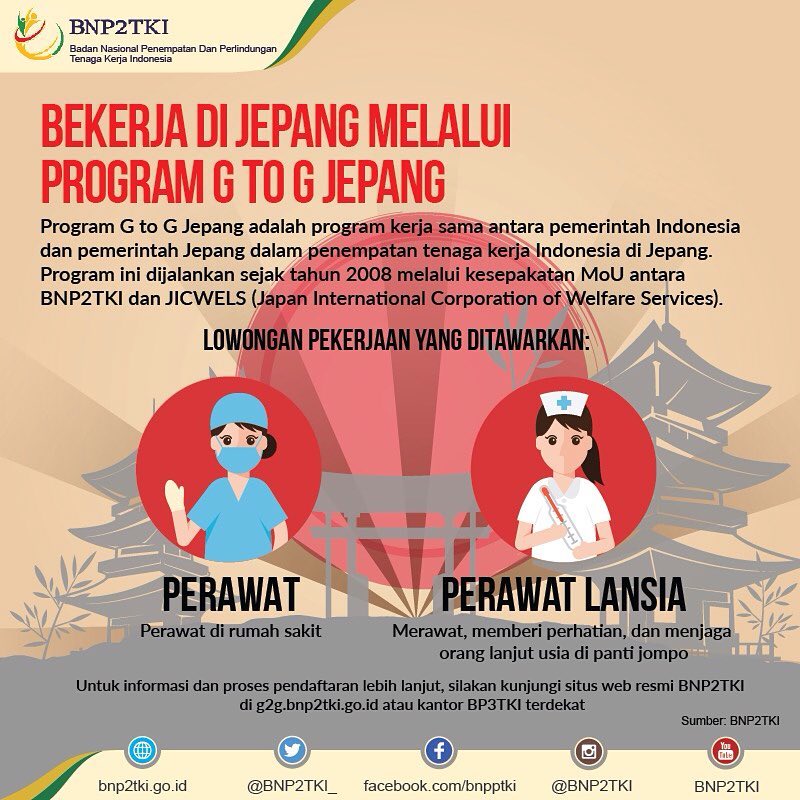 BNP2TKI
Badan Nasional Penempatan Dan Perlindungan
Tenaga Kerja Indonesia
BEKERJA DI JEPANG MELALUI
PROGRAM G TO G JEPANG
Program G to G Jepang adalah program kerja sama antara pemerintah Indonesia
dan pemerintah Jepang dalam penempatan tenaga kerja Indonesia di Jepang.
Program ini dijalankan sejak tahun 2008 melalui kesepakatan MoU antara
BNP2TKI dan JICWELS (Japan International Corporation of Welfare Services).
LOWONGAN PEKERJAAN YANG DITAWARKAN:
PERAWAT
Perawat di rumah sakit
PERAWAT LANSIA
Merawat, memberi perhatian, dan menjaga
orang lanjut usia di panti jompo
Untuk informasi dan proses pendaftaran lebih lanjut, silakan kunjungi situs web resmi BNP2TKI
di g2g.bnp2tki.go.id atau kantor BP3TKI terdekat
Sumber: BNP2TKI
You Tube
bnp2tki.go.id
@BNP2TKI_
facebook.com/bnpptki
@BNP2TKI
BNP2TKI